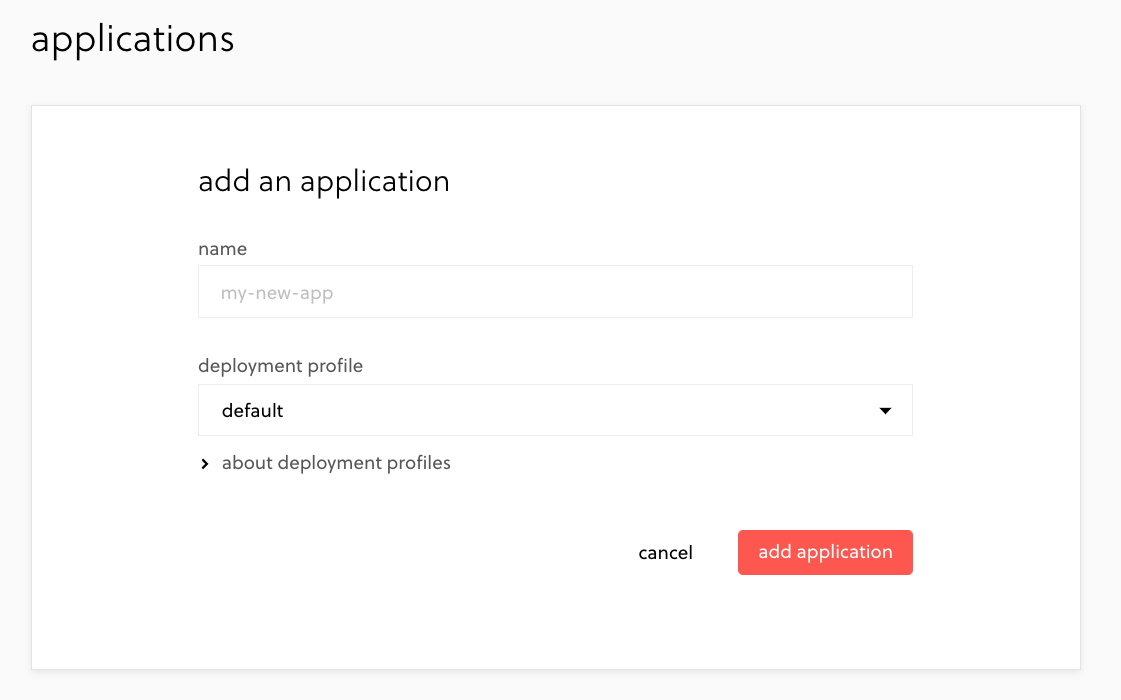 applications
add an application
name
my-new-app
deployment profile
default
about deployment profiles
cancel
add application